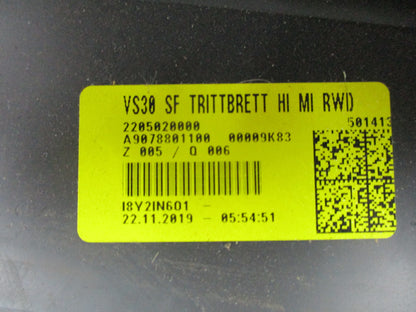 VS30 SF TRITTBRETT HI MI RWD
2205020000 501413
A9078801100 00009K83
Z 005 / Q 006
I8Y2IN601 -
22.11.2019 - 05:54:51